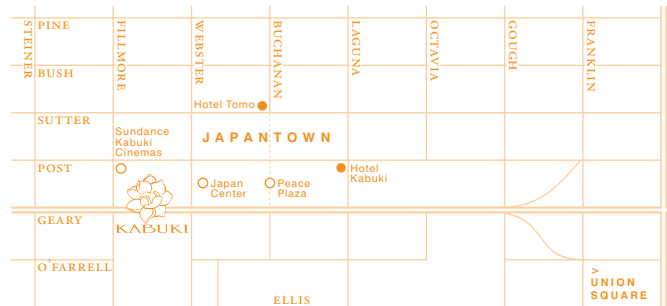 PINE
STEINER
FILLMORE
WEBSTER
BUCHANAN
LAGUNA
OCTAVIA
GOUGH
FRANKLIN
BUSH
Hotel Tomo
SUTTER
Sundance
Kabuki
Cinemas
JAPANTOWN
POST
Hotel
Kabuki
Japan
Center
Peace
Plaza
GEARY
KABUKI
O'FARRELL
>
UNION
SQUARE
ELLIS